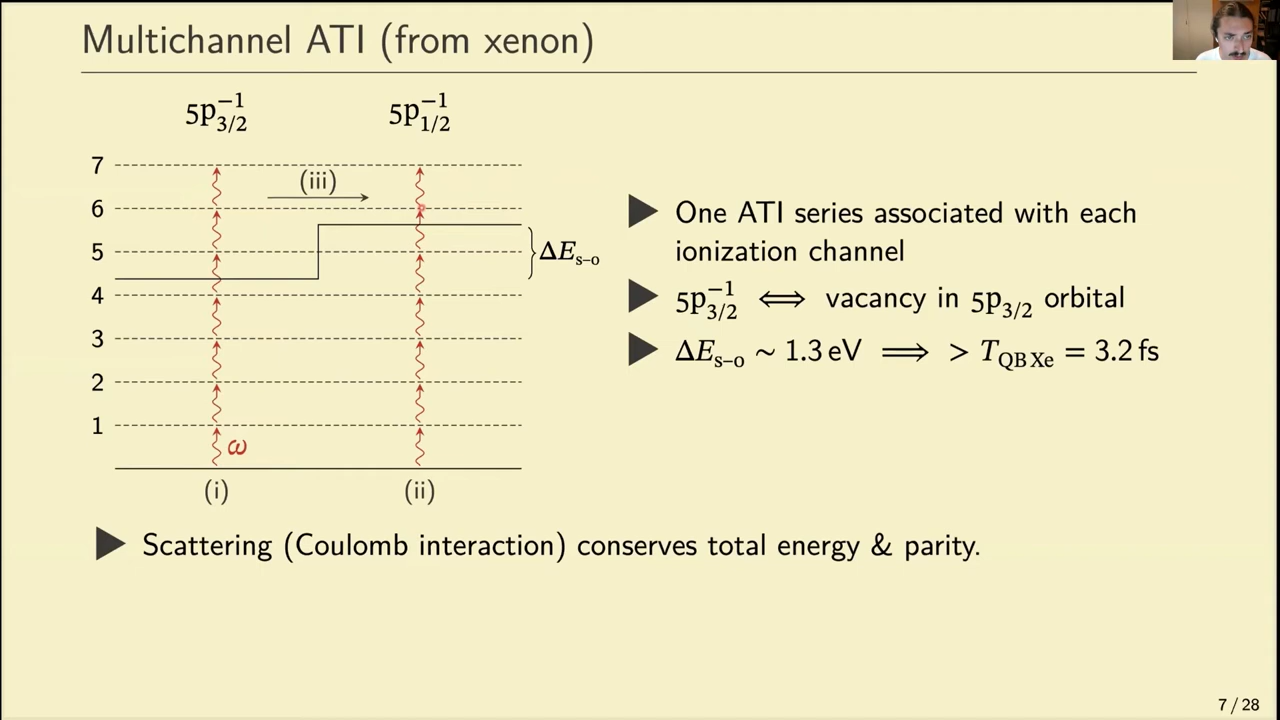 Multichannel ATI (from xenon)
5p₃/₂⁻¹ 5p₁/₂⁻¹
7
(iii)
6
5
ΔEₛ₋ₒ
4
3
2
1
ω
(i) (ii)
▶ One ATI series associated with each
ionization channel
▶ 5p₃/₂⁻¹ ⟺ vacancy in 5p₃/₂ orbital
▶ ΔEₛ₋ₒ ∼ 1.3 eV ⟹ > T_QB Xe = 3.2 fs
▶ Scattering (Coulomb interaction) conserves total energy & parity.
7 / 28